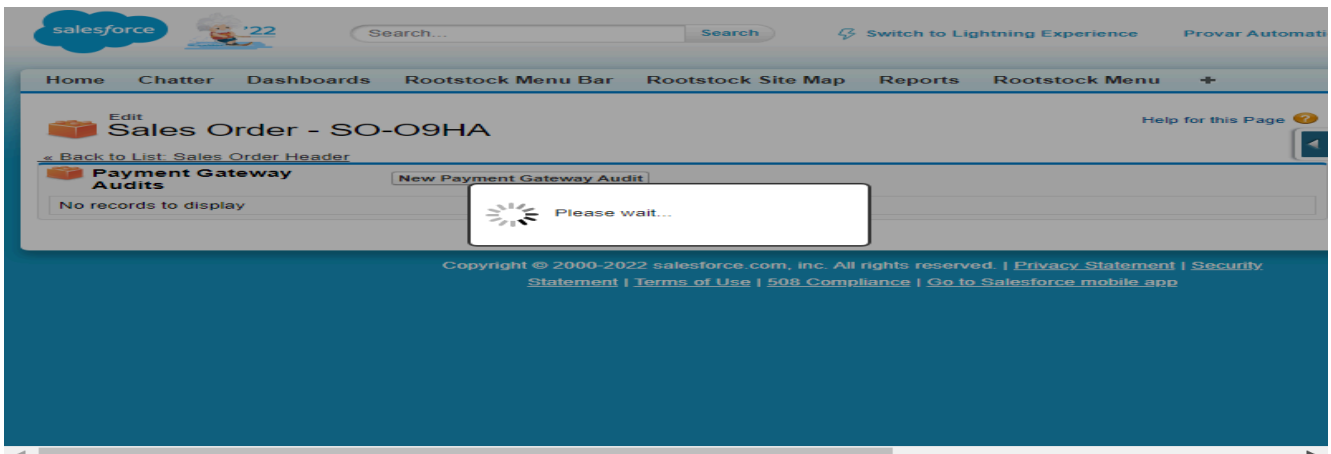 salesforce '22 Search... Search Switch to Lightning Experience Provar Automati
Home Chatter Dashboards Rootstock Menu Bar Rootstock Site Map Reports Rootstock Menu +
Edit
Sales Order - SO-O9HA
Help for this Page ?
« Back to List: Sales Order Header
Payment Gateway
Audits
New Payment Gateway Audit
No records to display
Please wait...
Copyright © 2000-2022 salesforce.com, inc. All rights reserved. | Privacy Statement | Security
Statement | Terms of Use | 508 Compliance | Go to Salesforce mobile app